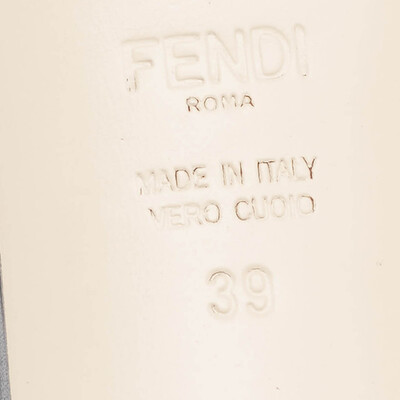 FENDI
ROMA
MADE IN ITALY
VERO CUOIO
39